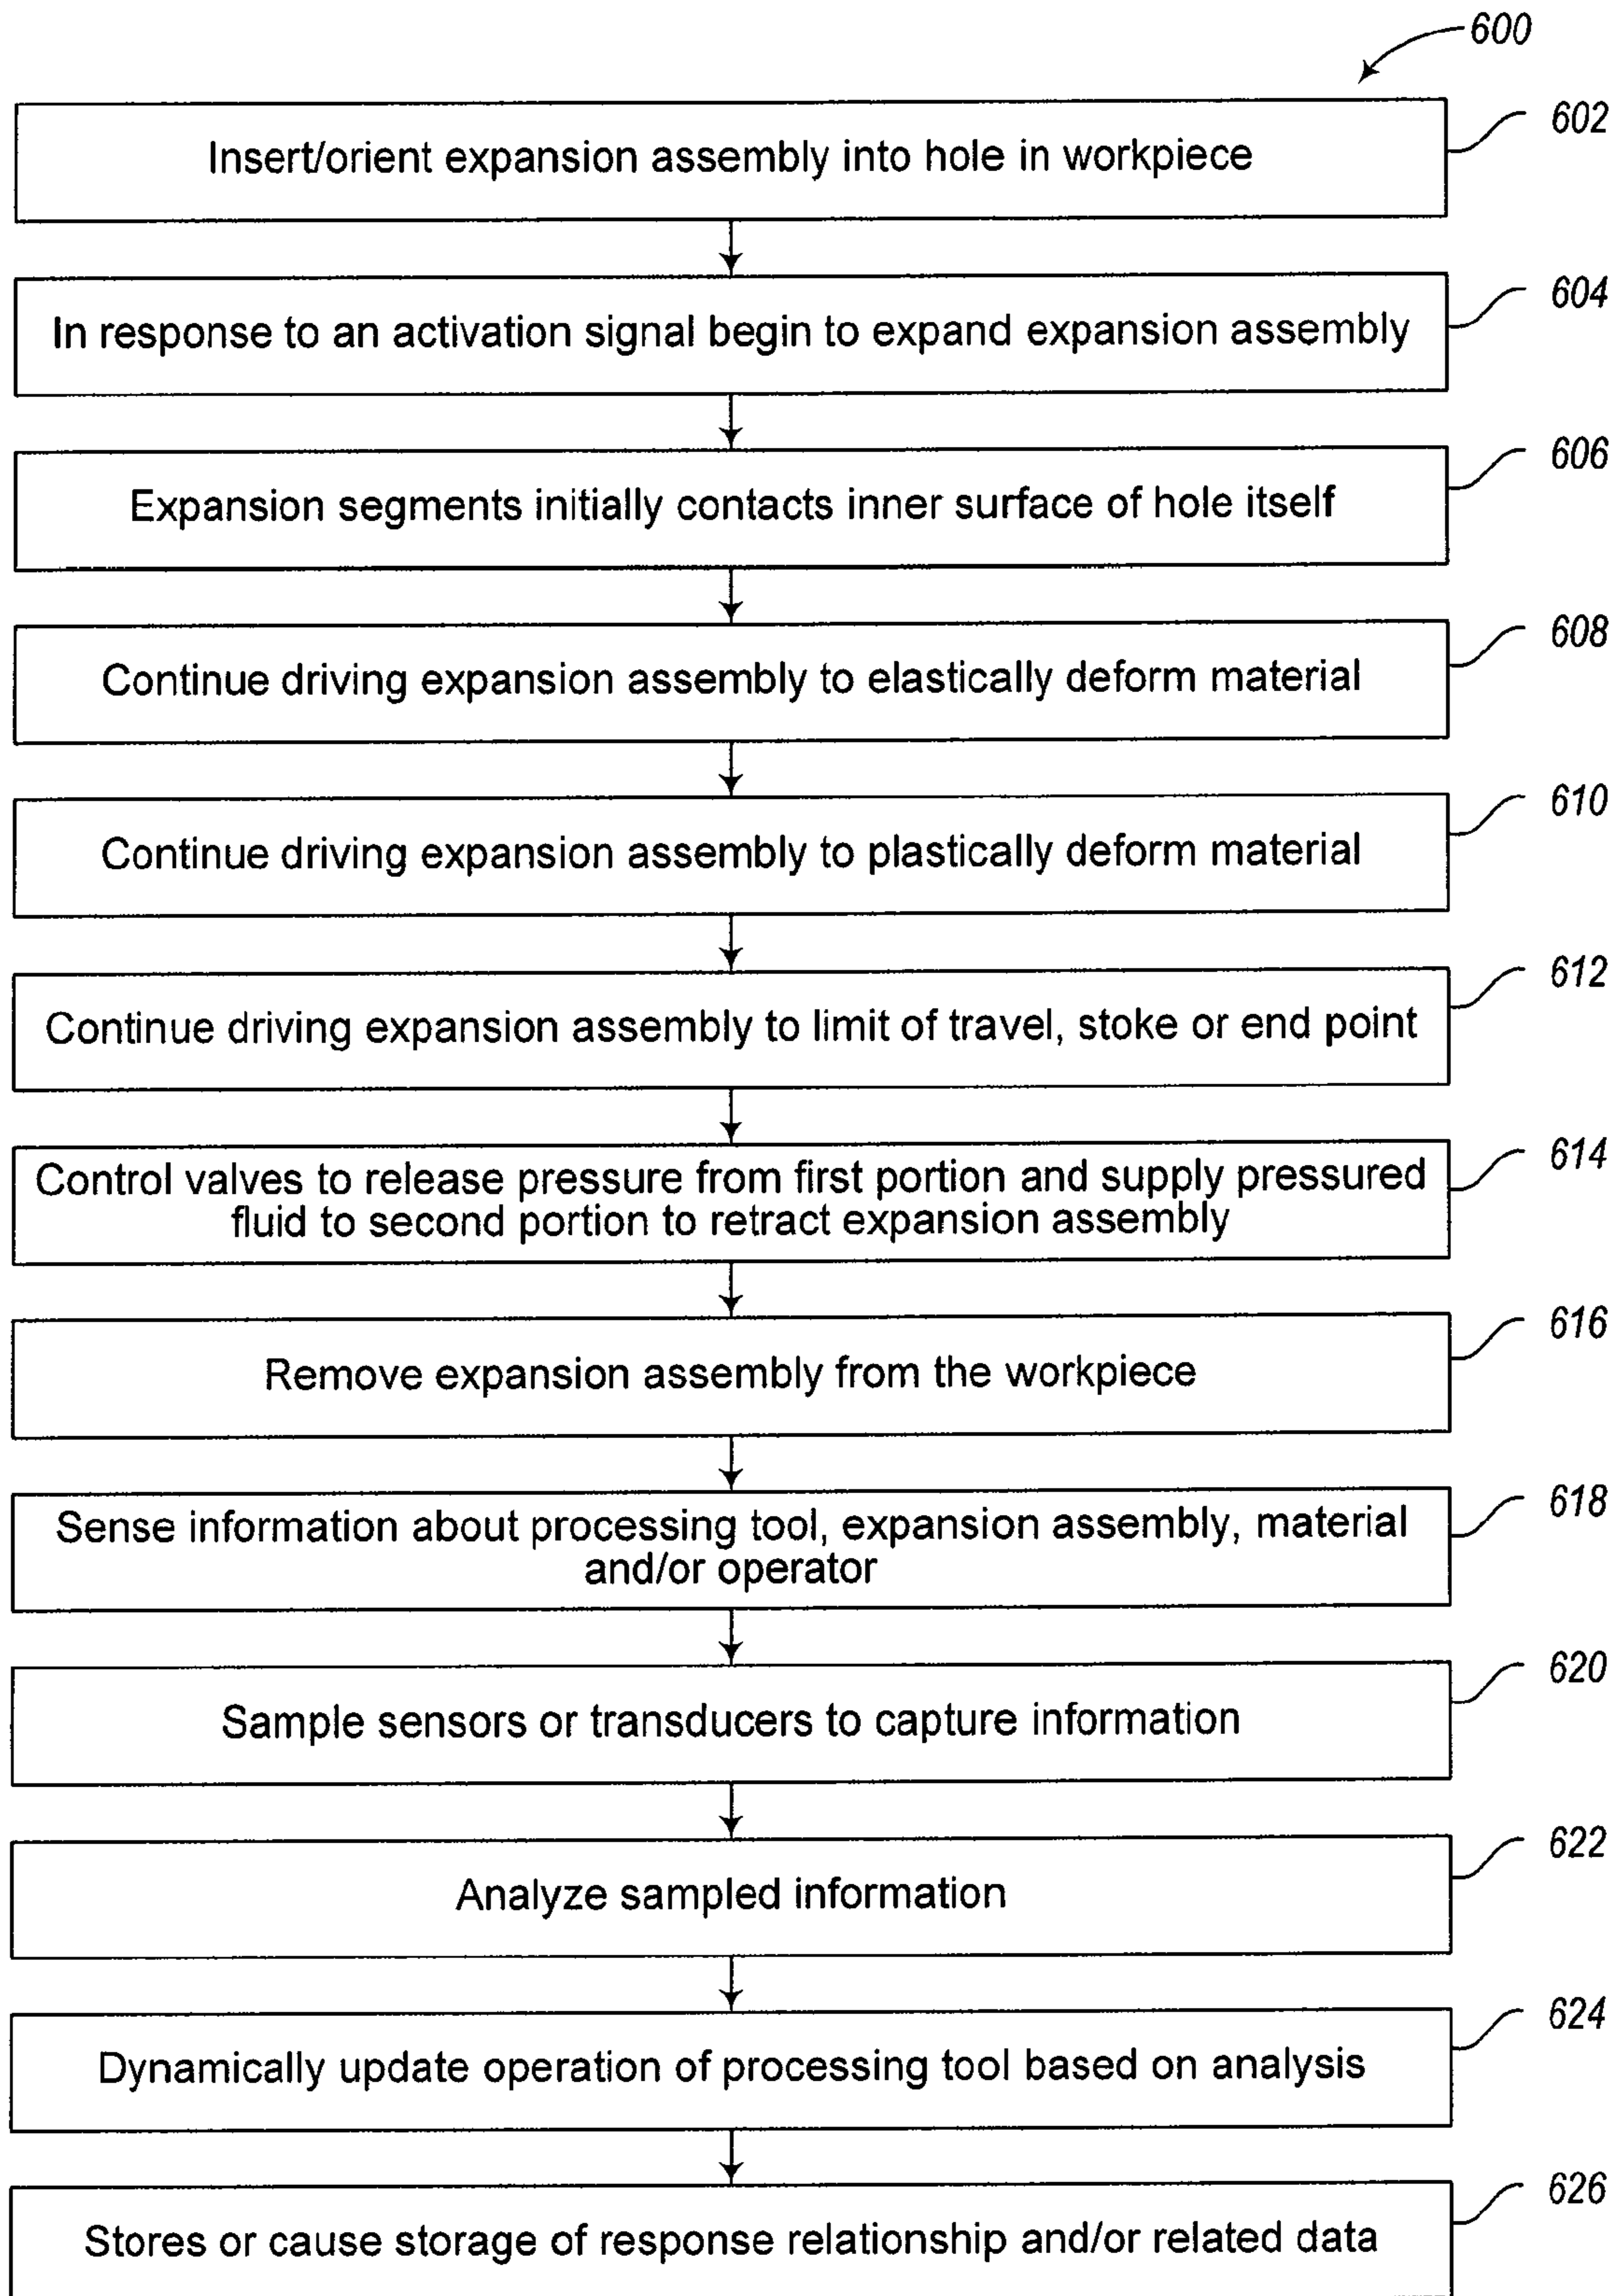 600
602
Insert/orient expansion assembly into hole in workpiece
604
In response to an activation signal begin to expand expansion assembly
606
Expansion segments initially contacts inner surface of hole itself
608
Continue driving expansion assembly to elastically deform material
610
Continue driving expansion assembly to plastically deform material
612
Continue driving expansion assembly to limit of travel, stoke or end point
614
Control valves to release pressure from first portion and supply pressured
fluid to second portion to retract expansion assembly
616
Remove expansion assembly from the workpiece
618
Sense information about processing tool, expansion assembly, material
and/or operator
620
Sample sensors or transducers to capture information
622
Analyze sampled information
624
Dynamically update operation of processing tool based on analysis
626
Stores or cause storage of response relationship and/or related data